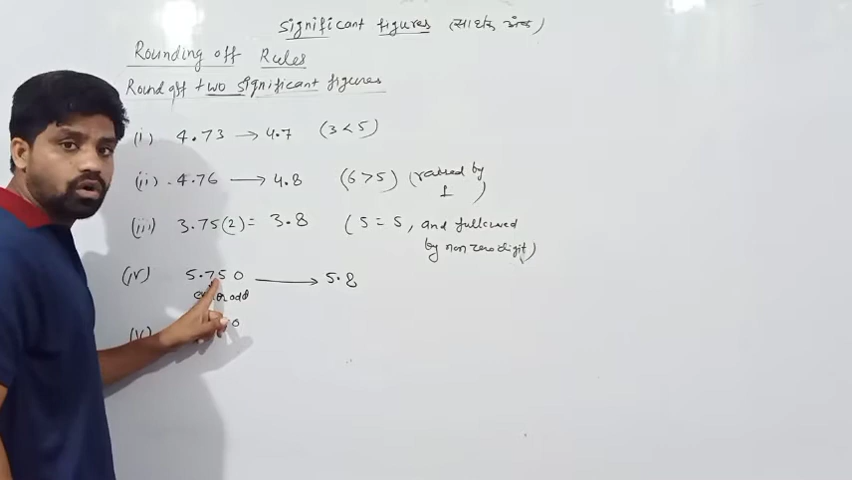 Significant figures (सार्थक अंक)
Rounding off Rules
Round off two significant figures
(i) 4.73 → 4.7 (3 < 5)
(ii). 4.76 → 4.8 (6 > 5) (raised by 1)
(iii) 3.75(2) = 3.8 (5 = 5, and followed by non zero digit)
(iv) 5.750 → 5.8
odd
(v) 0